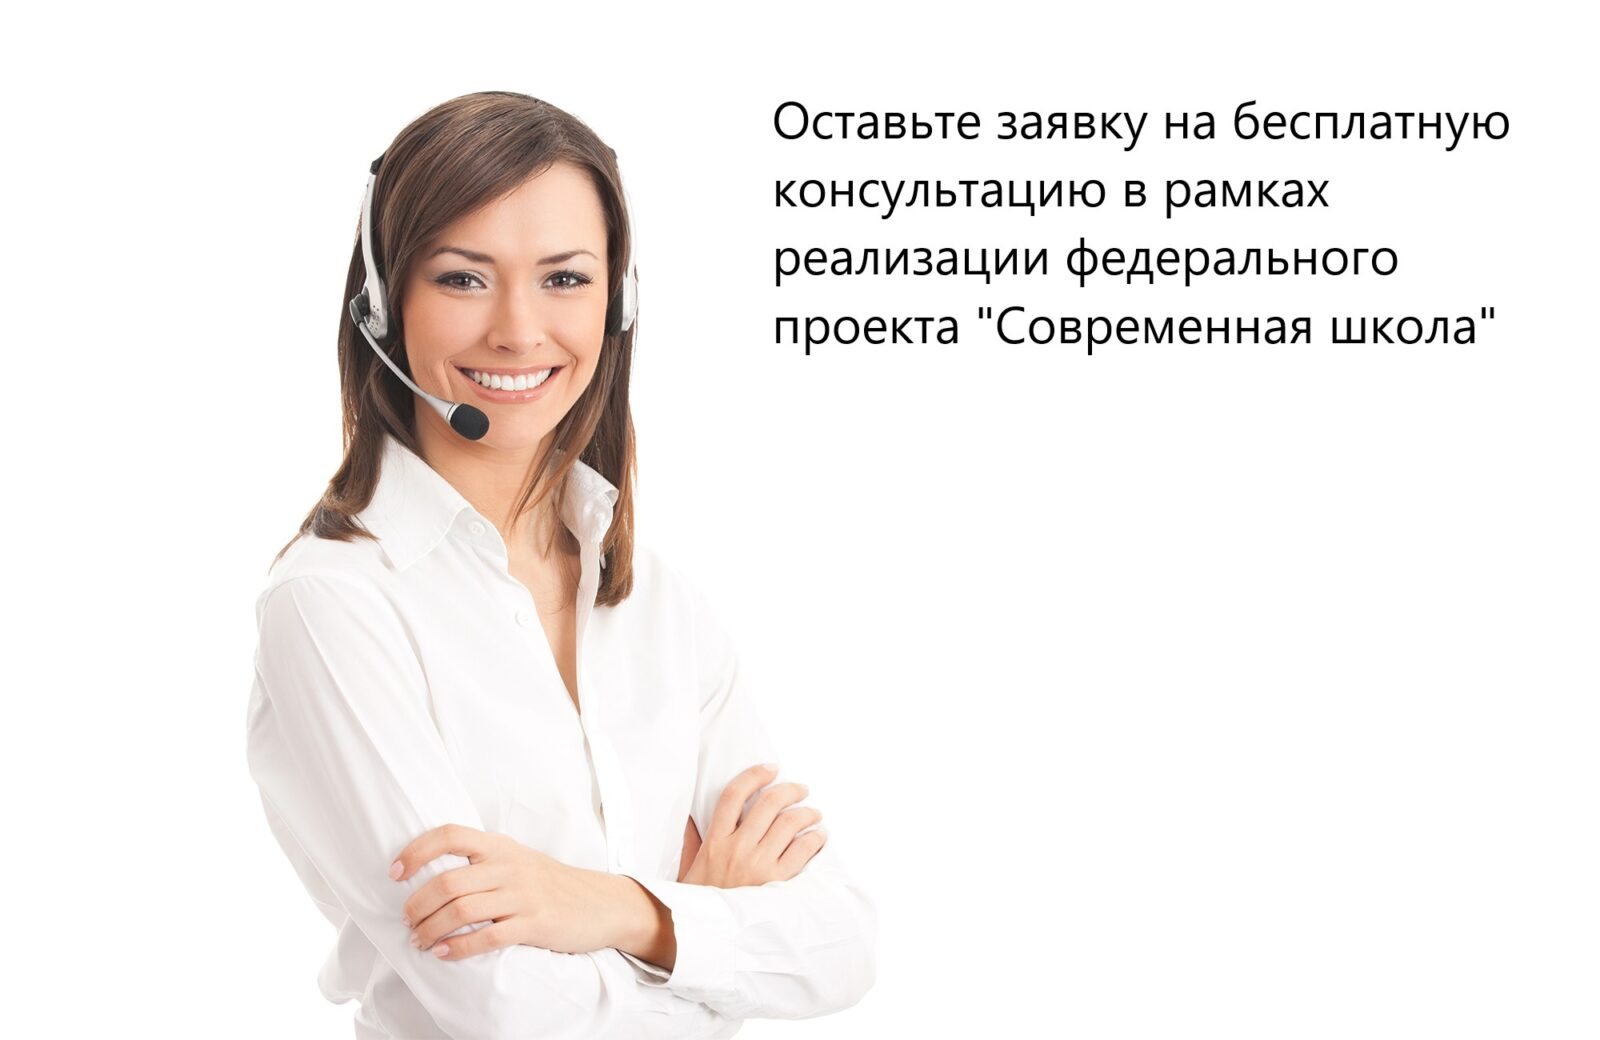 Оставьте заявку на бесплатную
консультацию в рамках
реализации федерального
проекта "Современная школа"